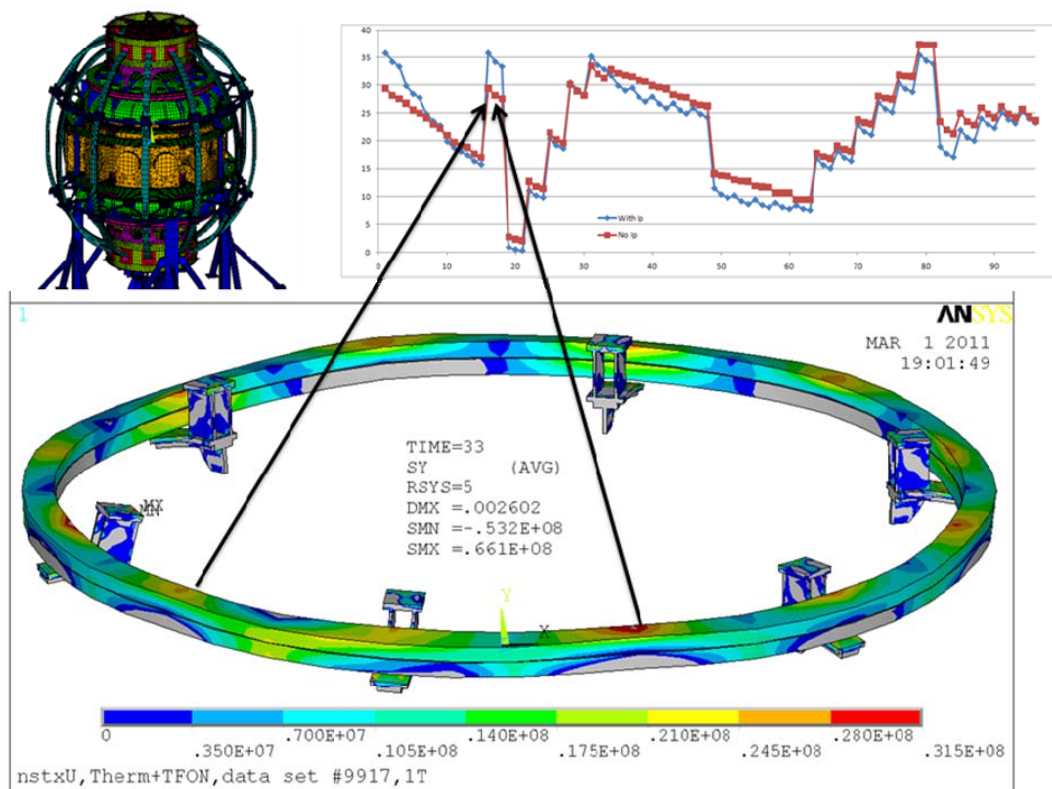 40
35
30
25
20
15
10
5
0
With Ip
No Ip
0 10 20 30 40 50 60 70 80 90
1
ANSYS
MAR 1 2011
19:01:49
TIME=33
SY (AVG)
RSYS=5
DMX =.002602
SMN =-.532E+08
SMX =.661E+08
MX
MN
Y
X
0 .700E+07 .140E+08 .210E+08 .280E+08
.350E+07 .105E+08 .175E+08 .245E+08 .315E+08
nstxU,Therm+TFON,data set #9917,1T